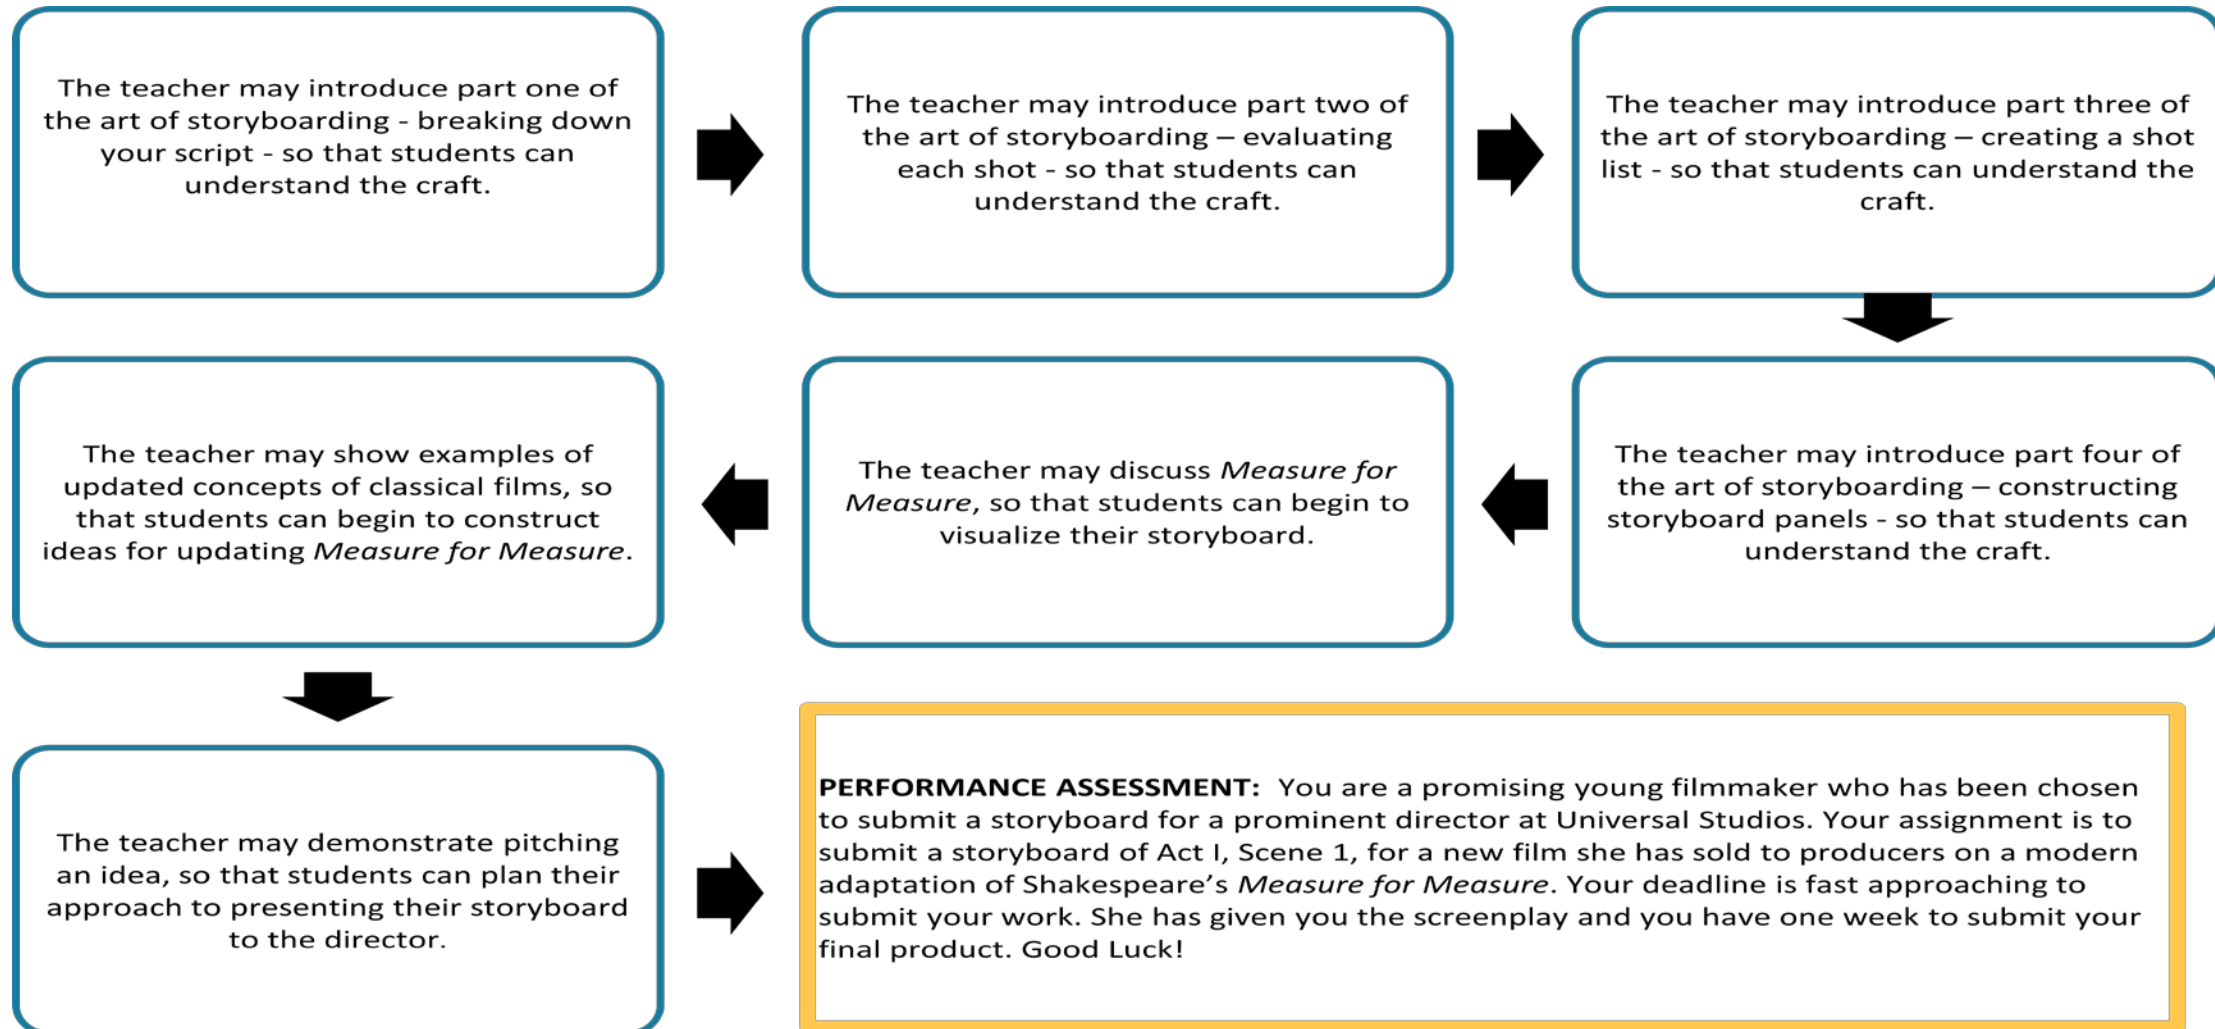 The teacher may introduce part one of
the art of storyboarding - breaking down
your script - so that students can
understand the craft.
The teacher may introduce part two of
the art of storyboarding – evaluating
each shot - so that students can
understand the craft.
The teacher may introduce part three of
the art of storyboarding – creating a shot
list - so that students can understand the
craft.
The teacher may introduce part four of
the art of storyboarding – constructing
storyboard panels - so that students can
understand the craft.
The teacher may discuss Measure for
Measure, so that students can begin to
visualize their storyboard.
The teacher may show examples of
updated concepts of classical films, so
that students can begin to construct
ideas for updating Measure for Measure.
The teacher may demonstrate pitching
an idea, so that students can plan their
approach to presenting their storyboard
to the director.
PERFORMANCE ASSESSMENT: You are a promising young filmmaker who has been chosen
to submit a storyboard for a prominent director at Universal Studios. Your assignment is to
submit a storyboard of Act I, Scene 1, for a new film she has sold to producers on a modern
adaptation of Shakespeare’s Measure for Measure. Your deadline is fast approaching to
submit your work. She has given you the screenplay and you have one week to submit your
final product. Good Luck!